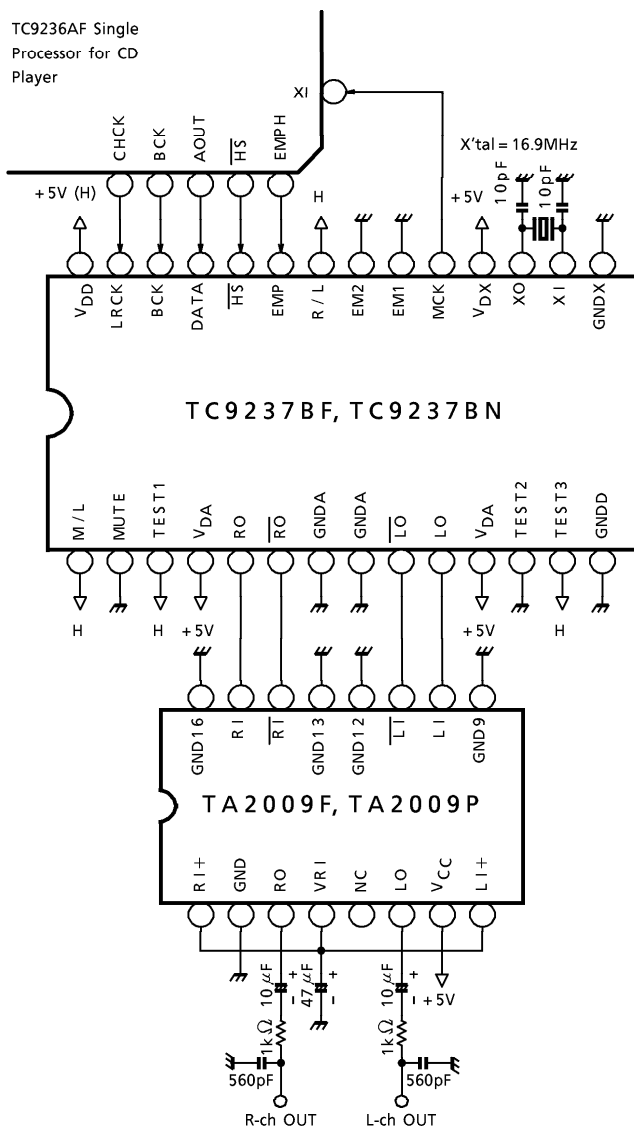 TC9236AF Single
Processor for CD
Player
XI
CHCK BCK AOUT HS EMPH
X'tal = 16.9MHz
10pF 10pF
+5V (H) H +5V
VDD LRCK BCK DATA HS EMP R/L EM2 EM1 MCK VDX XO XI GNDX
TC9237BF, TC9237BN
M/L MUTE TEST1 VDA RO RO GNDA GNDA LO LO VDA TEST2 TEST3 GNDD
H H +5V +5V H
GND16 RI RI GND13 GND12 LI LI GND9
TA2009F, TA2009P
RI+ GND RO VRI NC LO VCC LI+
10μF + - 47μF + - 10μF + - +5V
1kΩ 1kΩ
560pF 560pF
R-ch OUT L-ch OUT